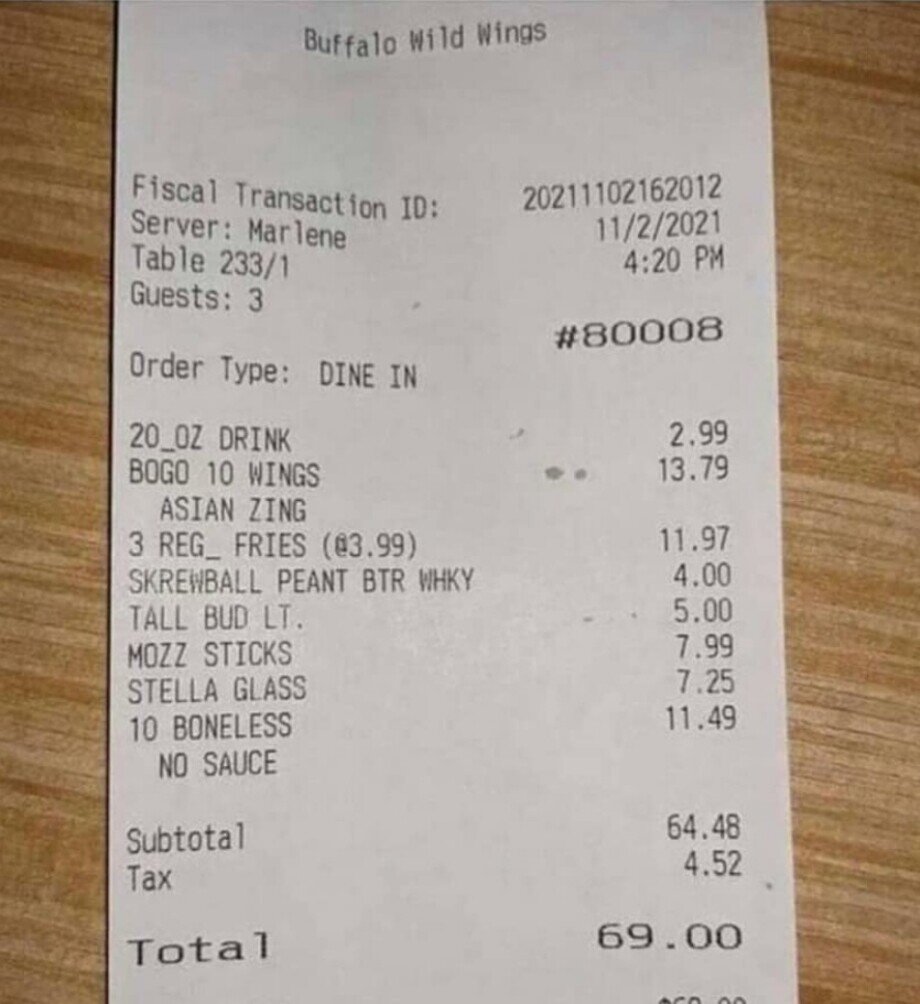 Buffalo Wild Wings
Fiscal Transaction ID: 20211102162012
Server: Marlene 11/2/2021
Table 233/1 4:20 PM
Guests: 3
#80008
Order Type: DINE IN
20_OZ DRINK 2.99
BOGO 10 WINGS 13.79
ASIAN ZING
3 REG_ FRIES (@3.99) 11.97
SKREWBALL PEANT BTR WHKY 4.00
TALL BUD LT. 5.00
MOZZ STICKS 7.99
STELLA GLASS 7.25
10 BONELESS 11.49
NO SAUCE
Subtotal 64.48
Tax 4.52
Total 69.00